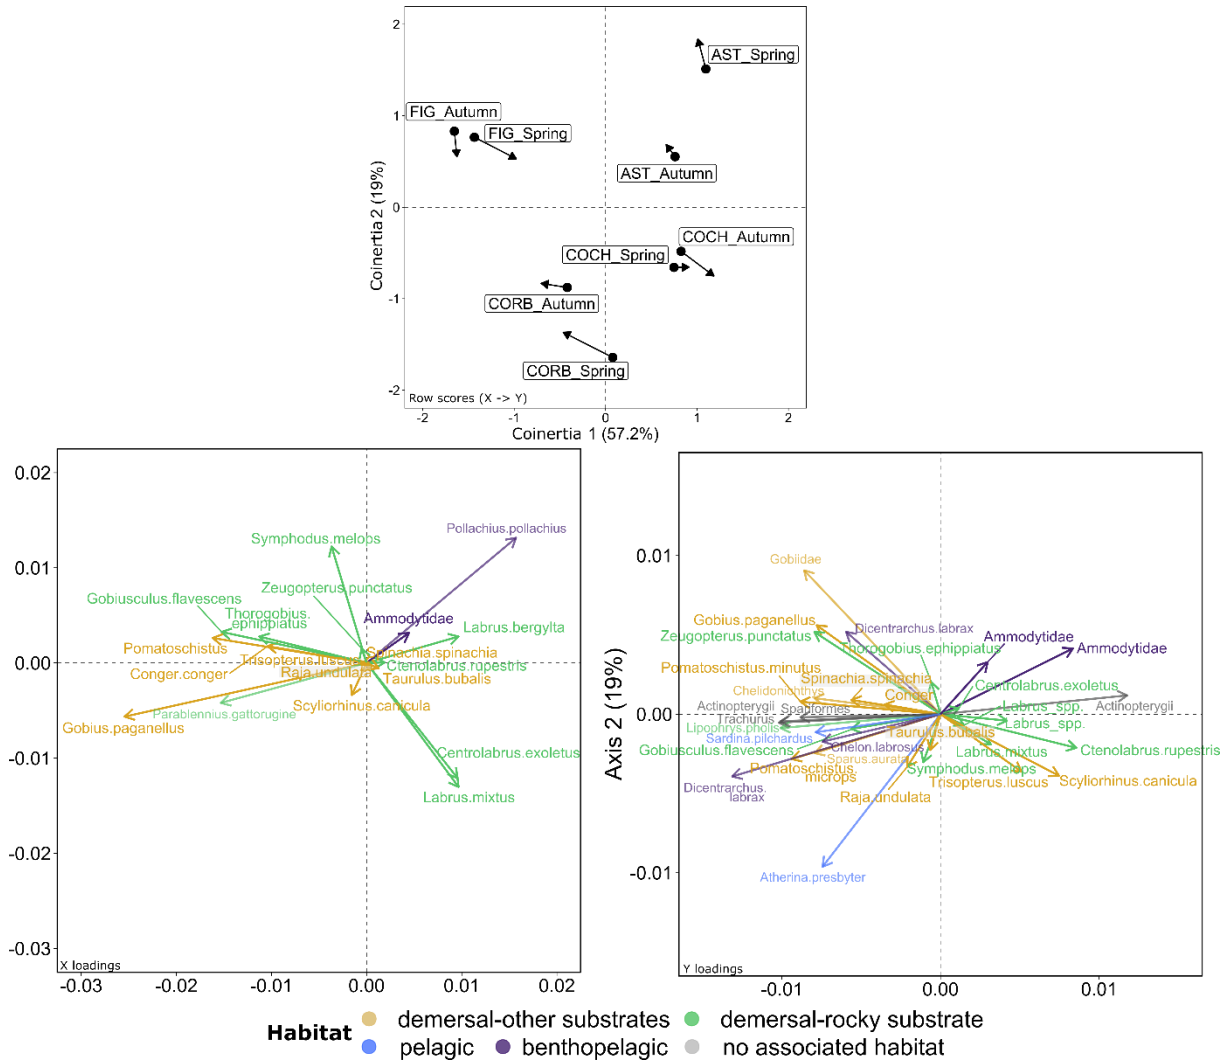 2
1
0
-1
-2
Coinertia 2 (19%)
AST_Spring
FIG_Autumn
FIG_Spring
AST_Autumn
COCH_Autumn
COCH_Spring
CORB_Autumn
CORB_Spring
Row scores (X -> Y)
-2 -1 0 1 2
Coinertia 1 (57.2%)
0.02
0.01
0.00
-0.01
-0.02
-0.03
Pollachius.pollachius
Symphodus.melops
Zeugopterus.punctatus
Gobiusculus.flavescens
Thorogobius.
ephippiatus
Ammodytidae
Labrus.bergylta
Pomatoschistus
Spinachia.spinachia
Trisopterus.luscus
Ctenolabrus.rupestris
Conger.conger
Raja.undulata
Taurulus.bubalis
Parablennius.gattorugine
Scyliorhinus.canicula
Gobius.paganellus
Centrolabrus.exoletus
Labrus.mixtus
X loadings
-0.03 -0.02 -0.01 0.00 0.01 0.02
Axis 2 (19%)
0.01
0.00
-0.01
Gobiidae
Gobius.paganellus
Dicentrarchus.labrax
Zeugopterus.punctatus
Ammodytidae
Thorogobius.ephippiatus
Ammodytidae
Pomatoschistus.minutus
Spinachia.spinachia
Centrolabrus.exoletus
Chelidonichthys
Conger
Labrus_spp.
Actinopterygii
Actinopterygii
Spariformes
Trachurus
Labrus_spp.
Lipophrys.pholis
Taurulus.bubalis
Sardina.pilchardus
Gobiusculus.flavescens
Chelon.labrosus
Labrus.mixtus
Ctenolabrus.rupestris
Sparus.aurata
Pomatoschistus.
microps
Symphodus.melops
Trisopterus.luscus
Scyliorhinus.canicula
Dicentrarchus.
labrax
Raja.undulata
Atherina.presbyter
Y loadings
-0.01 0.00 0.01
Habitat
demersal-other substrates
demersal-rocky substrate
pelagic
benthopelagic
no associated habitat